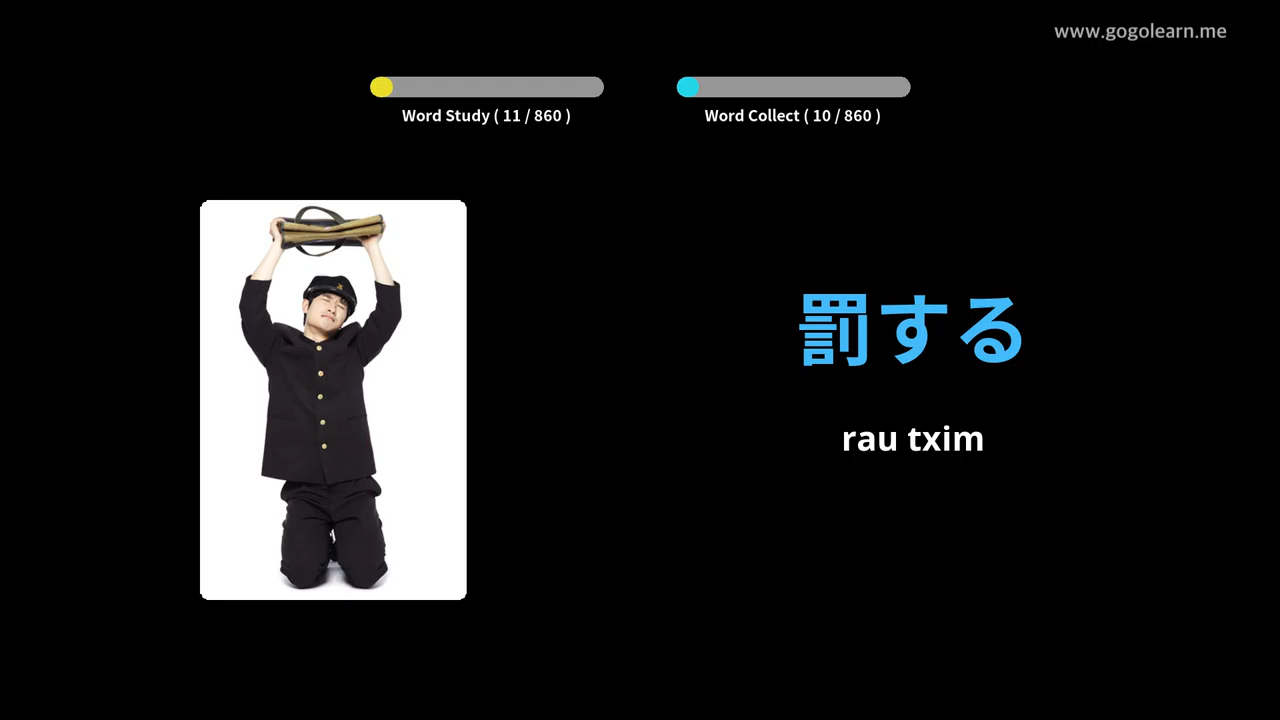 www.gogolearn.me
Word Study ( 11 / 860 )
Word Collect ( 10 / 860 )
罰する
rau txim